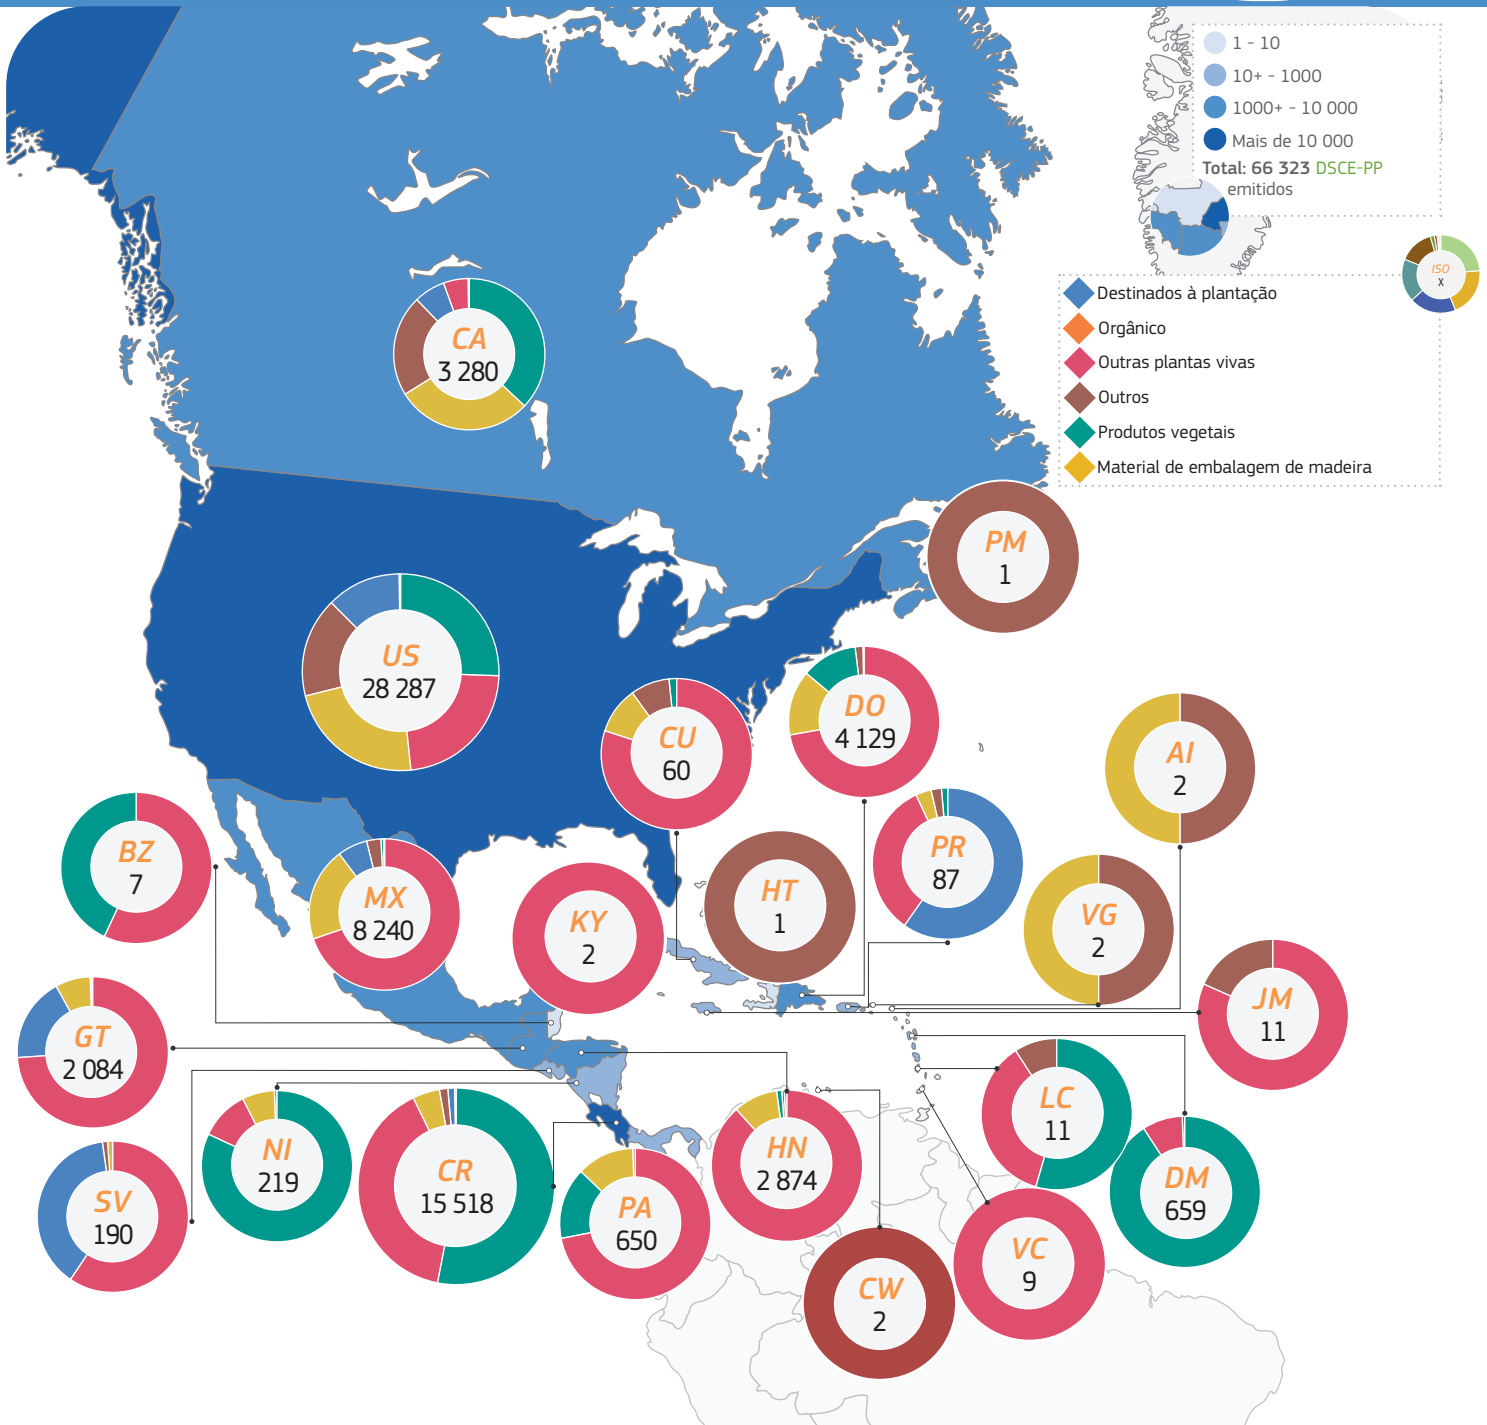 1 - 10
10+ - 1000
1000+ - 10 000
Mais de 10 000
Total: 66 323 DSCE-PP
emitidos
ISO
X
Destinados à plantação
Orgânico
Outras plantas vivas
Outros
Produtos vegetais
Material de embalagem de madeira
CA
3 280
PM
1
US
28 287
CU
60
DO
4 129
AI
2
BZ
7
MX
8 240
KY
2
HT
1
PR
87
VG
2
JM
11
GT
2 084
NI
219
CR
15 518
SV
190
PA
650
HN
2 874
LC
11
DM
659
VC
9
CW
2